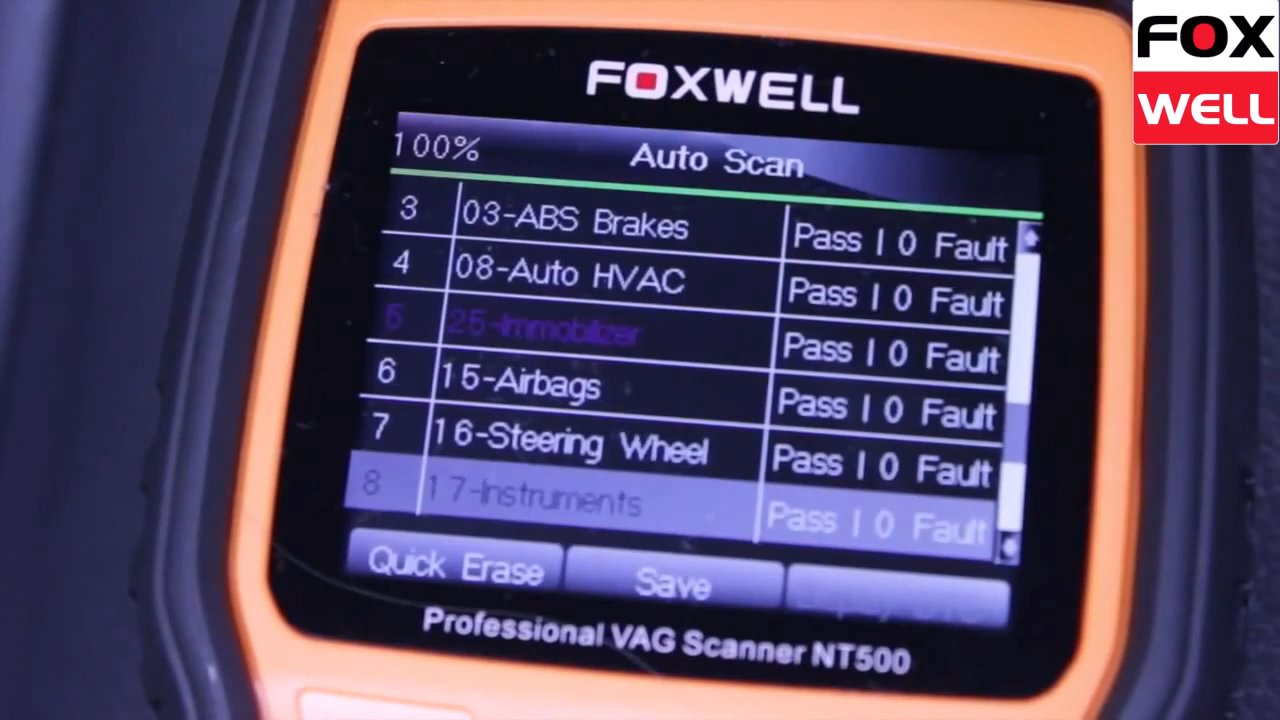 FOX
WELL
FOXWELL
100% Auto Scan
3 03-ABS Brakes Pass | 0 Fault
4 08-Auto HVAC Pass | 0 Fault
5 25-Immobilizer Pass | 0 Fault
6 15-Airbags Pass | 0 Fault
7 16-Steering Wheel Pass | 0 Fault
8 17-Instruments Pass | 0 Fault
Quick Erase Save
Professional VAG Scanner NT500